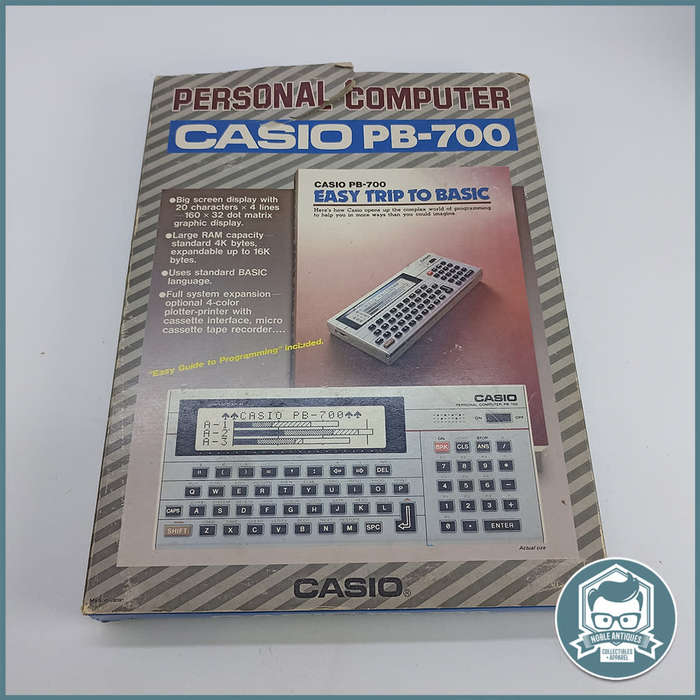 PERSONAL COMPUTER
CASIO PB-700
●Big screen display with
20 characters × 4 lines
—160 × 32 dot matrix
graphic display.
●Large RAM capacity—
standard 4K bytes,
expandable up to 16K
bytes.
●Uses standard BASIC
language.
●Full system expansion—
optional 4-color
plotter-printer with
cassette interface, micro
cassette tape recorder....
CASIO PB-700
EASY TRIP TO BASIC
Here's how Casio opens up the complex world of programming
to help you in more ways than you could imagine.
"Easy Guide to Programming" included.
♠♠CASIO PB-700♠♠
A-1
A-2
A-3
CASIO
PERSONAL COMPUTER PB-700
ON OFF
ON STOP
BRK CLS ANS /
" ( ) = + ; : DEL
7 8 9 *
Q W E R T Y U I O P
4 5 6 -
CAPS A S D F G H J K L
1 2 3 +
SHIFT Z X C V B N M SPC
0 . ENTER
Actual size
CASIO®
NOBLE ANTIQUES
COLLECTIBLES
+ APPAREL